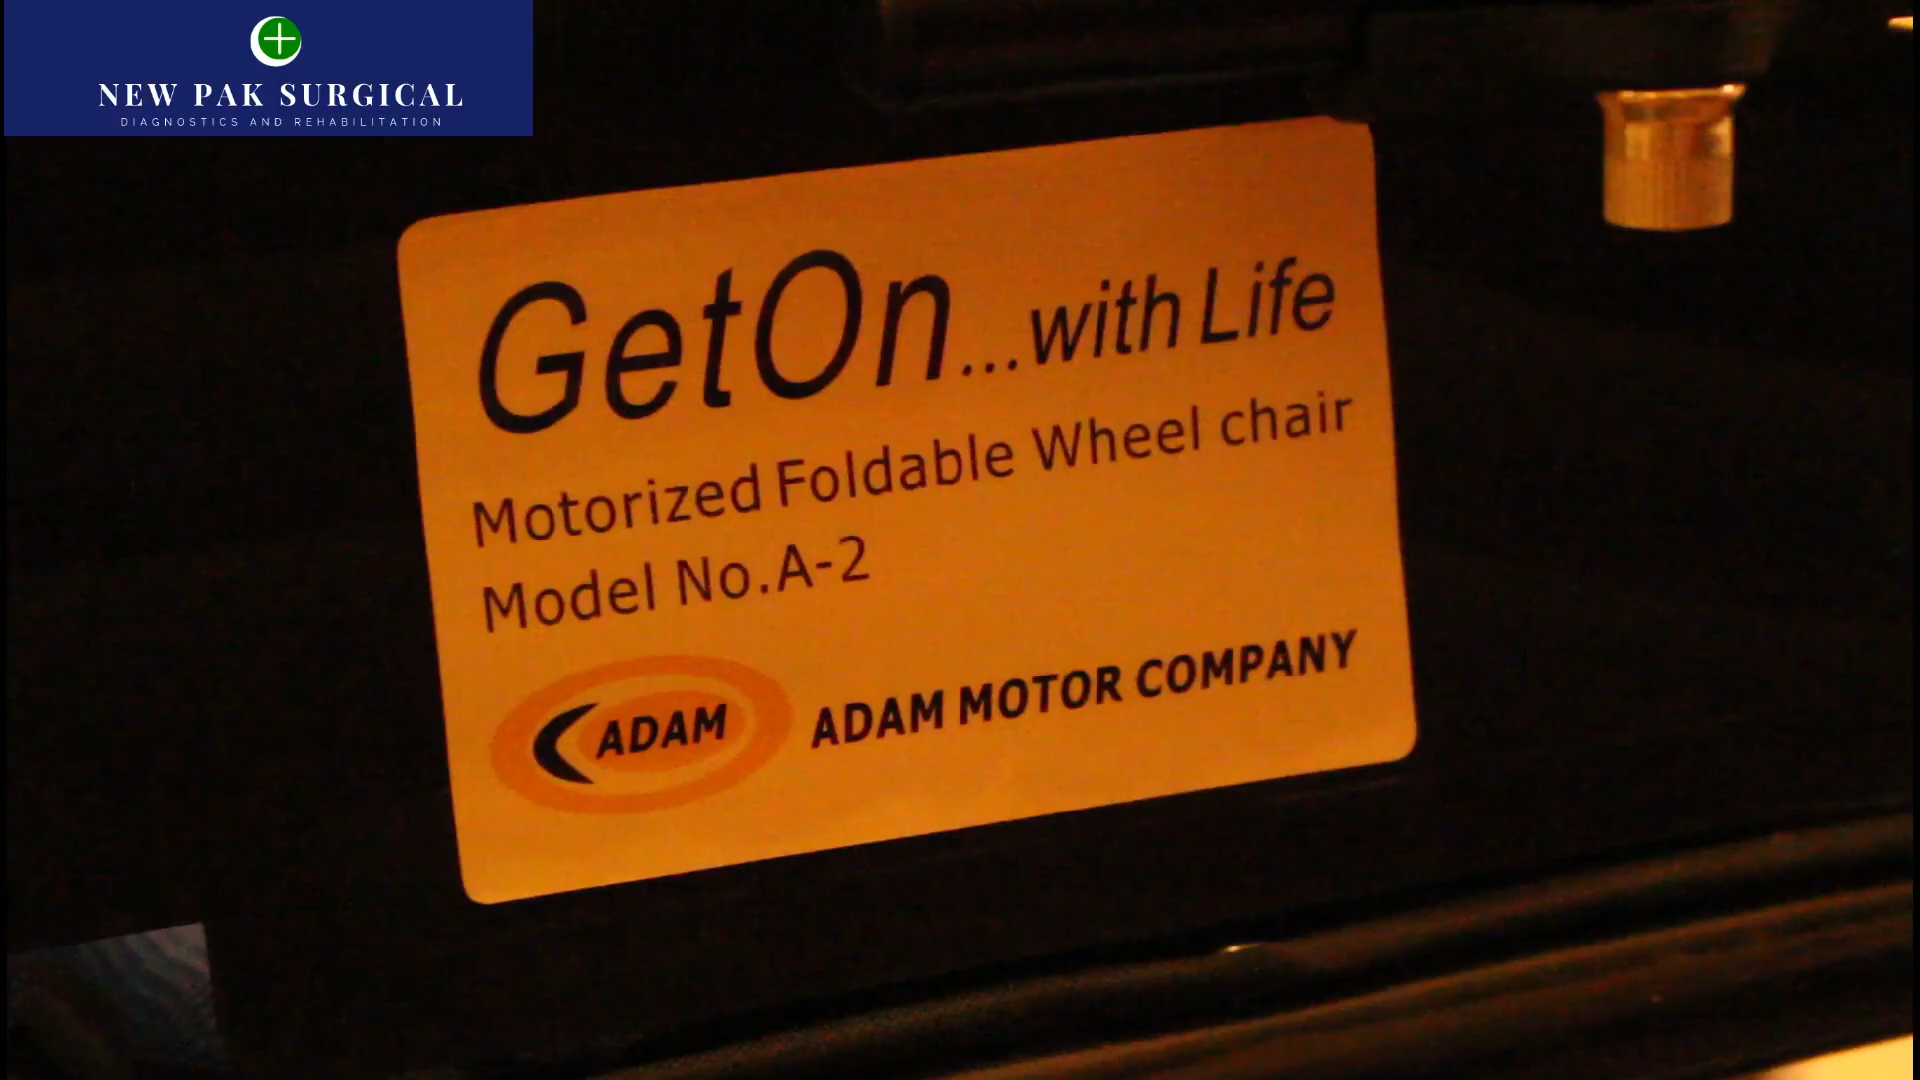 NEW PAK SURGICAL
DIAGNOSTICS AND REHABILITATION
GetOn...with Life
Motorized Foldable Wheel chair
Model No.A-2
ADAM ADAM MOTOR COMPANY